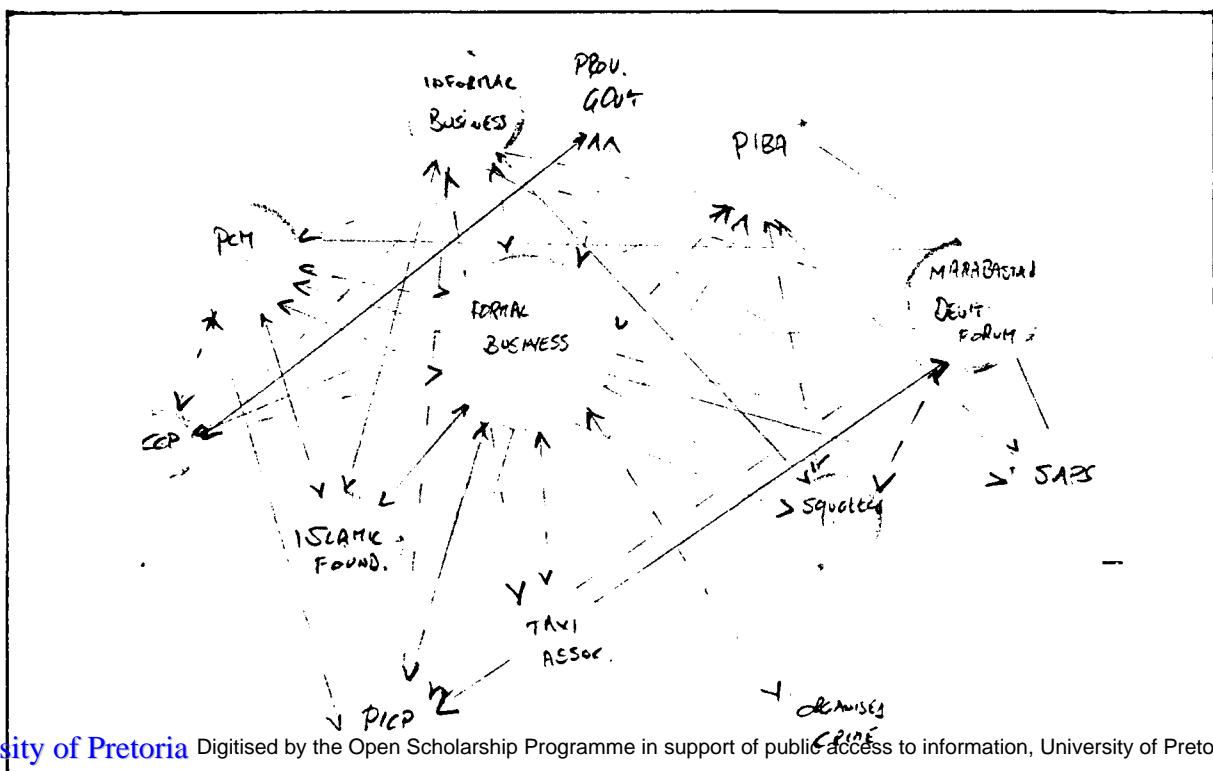 INFORMAL
BUSINESS
PROV.
GOVT
PIBA
PCM
MARABASTAD
DEVT.
FORUM
FORMAL
BUSINESS
SAPS
Squatters
ISLAMIC
FOUND.
TAXI
ASSOC.
PICP
ORGANISED
CRIME
sity of Pretoria Digitised by the Open Scholarship Programme in support of public access to information, University of Preto